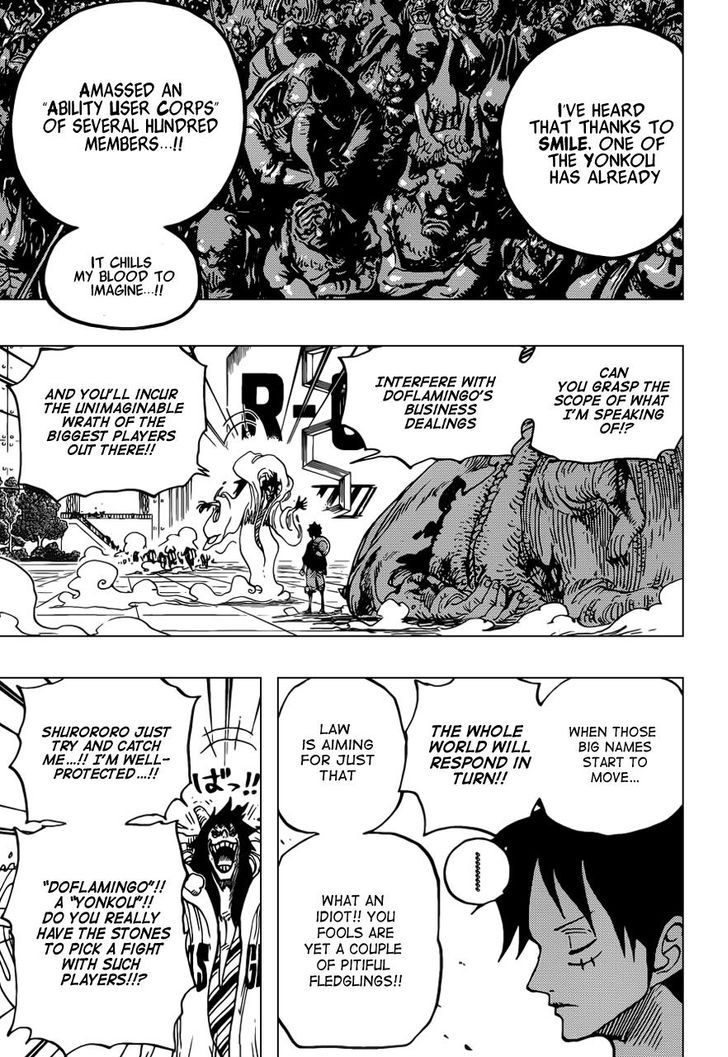 I'VE HEARD
THAT THANKS TO
SMILE, ONE OF
THE YONKOU
HAS ALREADY
AMASSED AN
"ABILITY USER CORPS"
OF SEVERAL HUNDRED
MEMBERS...!!
IT CHILLS
MY BLOOD TO
IMAGINE...!!
CAN
YOU GRASP THE
SCOPE OF WHAT
I'M SPEAKING
OF!?
INTERFERE WITH
DOFLAMINGO'S
BUSINESS
DEALINGS
AND YOU'LL INCUR
THE UNIMAGINABLE
WRATH OF THE
BIGGEST PLAYERS
OUT THERE!!
R-
WHEN THOSE
BIG NAMES
START TO
MOVE...
THE WHOLE
WORLD WILL
RESPOND IN
TURN!!
LAW
IS AIMING
FOR JUST
THAT
.........
WHAT AN
IDIOT!! YOU
FOOLS ARE
YET A COUPLE
OF PITIFUL
FLEDGLINGS!!
SHURORORO JUST
TRY AND CATCH
ME...!! I'M WELL-
PROTECTED...!!
ばっ!!
"DOFLAMINGO"!!
A "YONKOU"!!
DO YOU REALLY
HAVE THE STONES
TO PICK A FIGHT
WITH SUCH
PLAYERS!!?